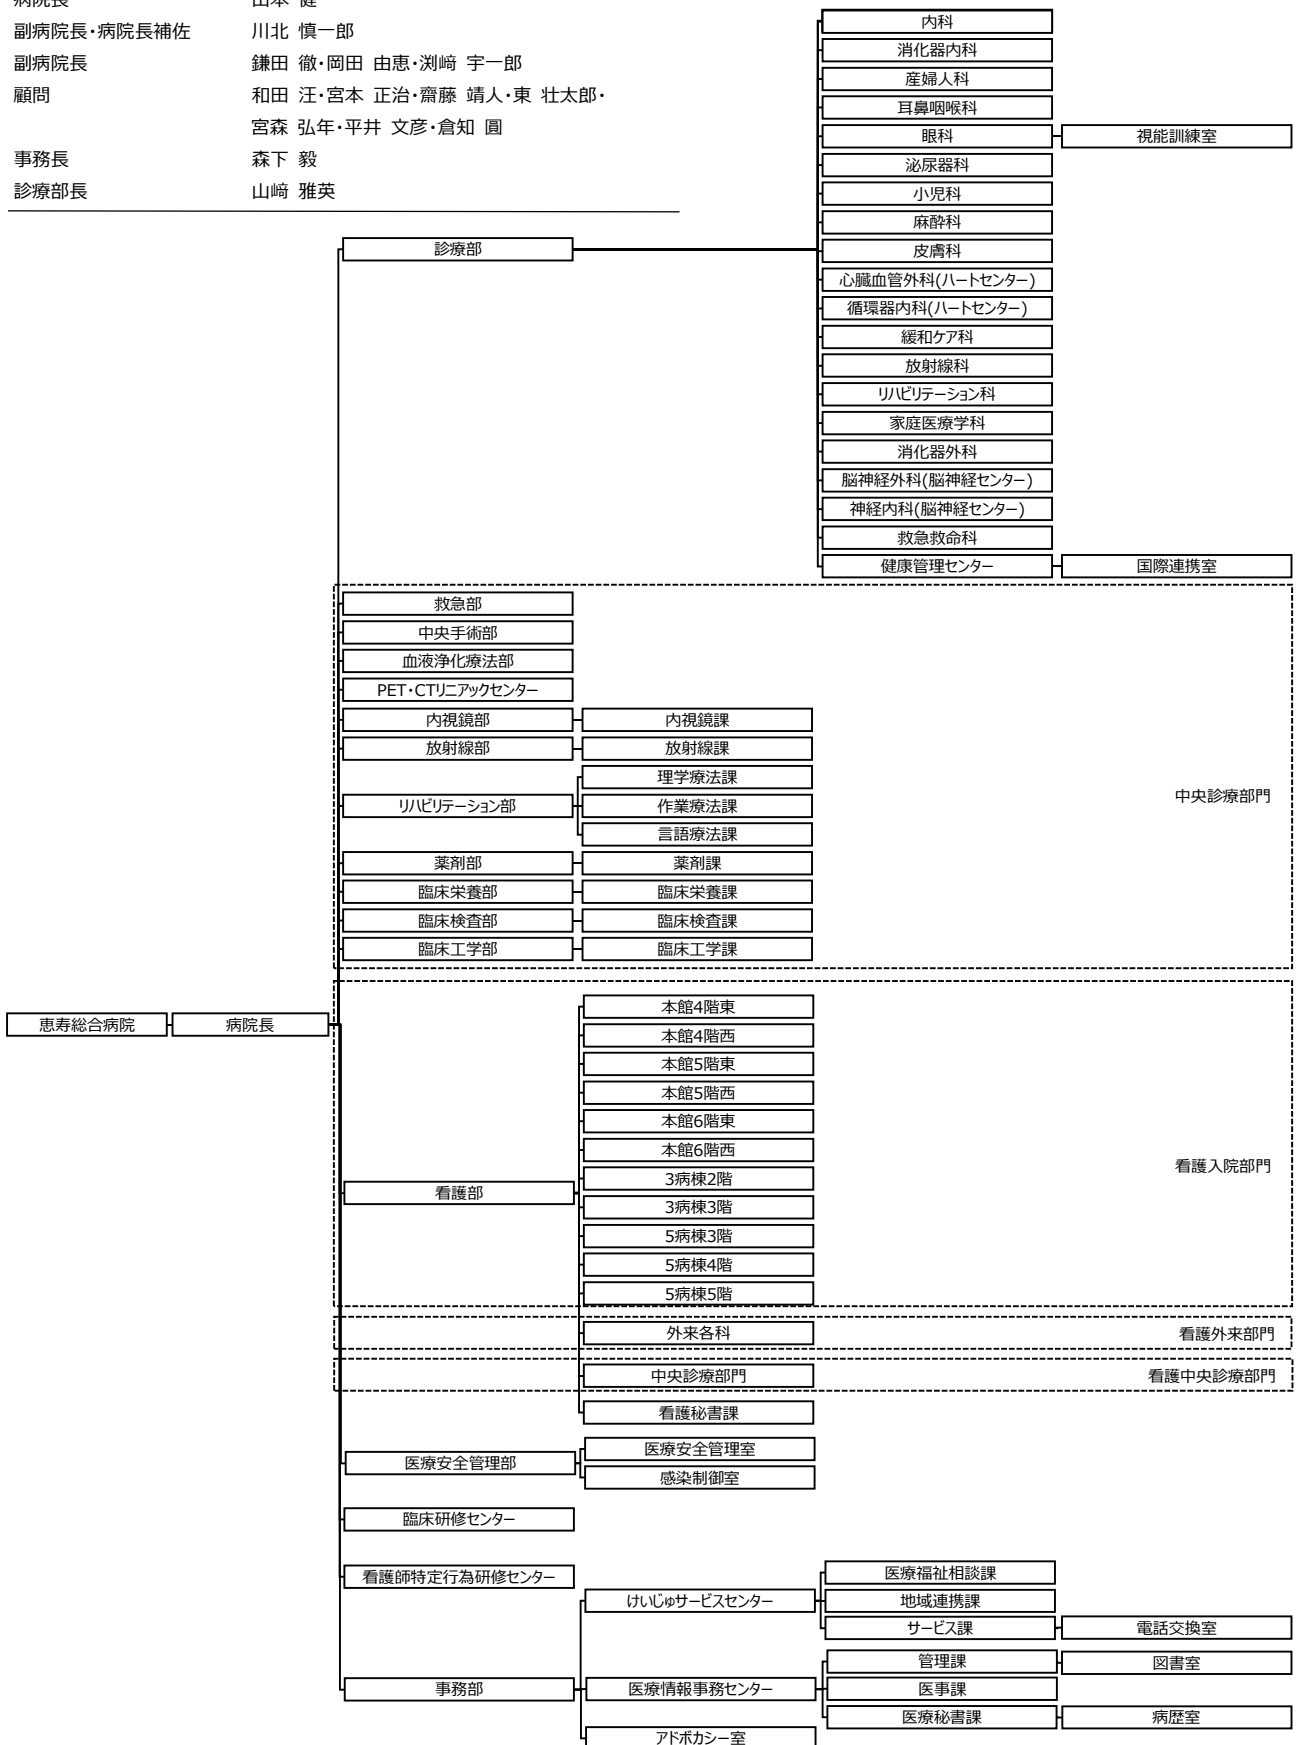 病院長 山本 健
副病院長・病院長補佐 川北 慎一郎
副病院長 鎌田 徹・岡田 由恵・渕﨑 宇一郎
顧問 和田 汪・宮本 正治・齋藤 靖人・東 壮太郎・
宮森 弘年・平井 文彦・倉知 圓
事務長 森下 毅
診療部長 山﨑 雅英
内科
消化器内科
産婦人科
耳鼻咽喉科
眼科 視能訓練室
泌尿器科
小児科
麻酔科
診療部 皮膚科
心臓血管外科(ハートセンター)
循環器内科(ハートセンター)
緩和ケア科
放射線科
リハビリテーション科
家庭医療学科
消化器外科
脳神経外科(脳神経センター)
神経内科(脳神経センター)
救急救命科
健康管理センター 国際連携室
救急部
中央手術部
血液浄化療法部
PET・CTリニアックセンター
内視鏡部 内視鏡課
放射線部 放射線課
理学療法課
リハビリテーション部 作業療法課 中央診療部門
言語療法課
薬剤部 薬剤課
臨床栄養部 臨床栄養課
臨床検査部 臨床検査課
臨床工学部 臨床工学課
本館4階東
恵寿総合病院 病院長
本館4階西
本館5階東
本館5階西
本館6階東
本館6階西
看護入院部門
3病棟2階
看護部
3病棟3階
5病棟3階
5病棟4階
5病棟5階
外来各科 看護外来部門
中央診療部門 看護中央診療部門
看護秘書課
医療安全管理室
医療安全管理部
感染制御室
臨床研修センター
看護師特定行為研修センター
医療福祉相談課
けいじゅサービスセンター 地域連携課
サービス課 電話交換室
管理課 図書室
事務部 医療情報事務センター 医事課
医療秘書課 病歴室
アドボカシー室